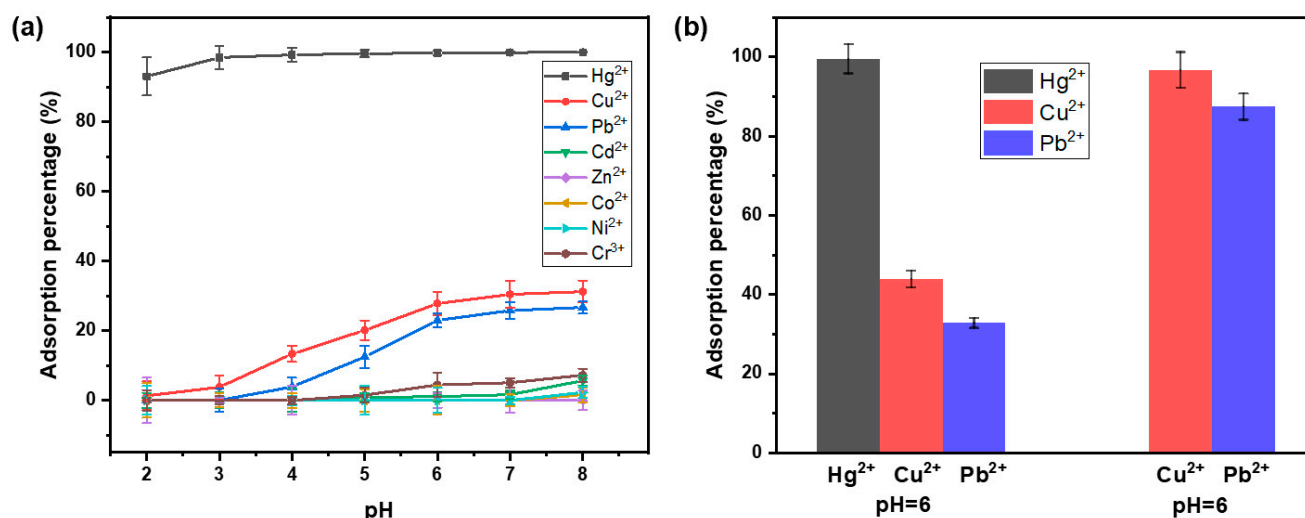 (a)
Adsorption percentage (%)
100
80
60
40
20
0
2 3 4 5 6 7 8
pH
Hg²⁺
Cu²⁺
Pb²⁺
Cd²⁺
Zn²⁺
Co²⁺
Ni²⁺
Cr³⁺
(b)
Adsorption percentage (%)
100
80
60
40
20
0
Hg²⁺
Cu²⁺
Pb²⁺
Hg²⁺ Cu²⁺ Pb²⁺ Cu²⁺ Pb²⁺
pH=6 pH=6